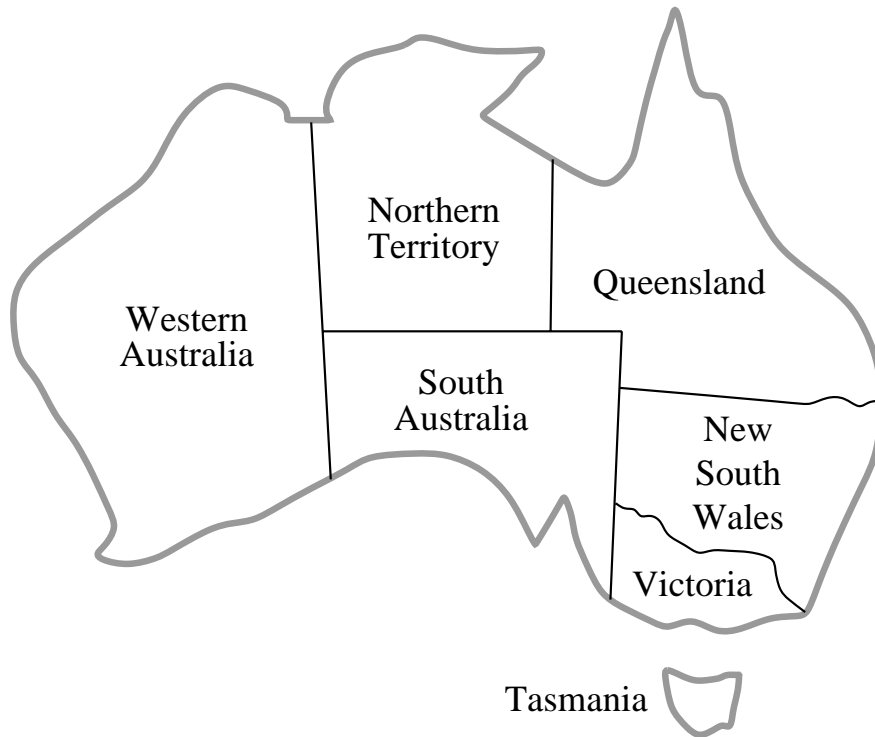 Northern
Territory
Queensland
Western
Australia
South
Australia
New
South
Wales
Victoria
Tasmania